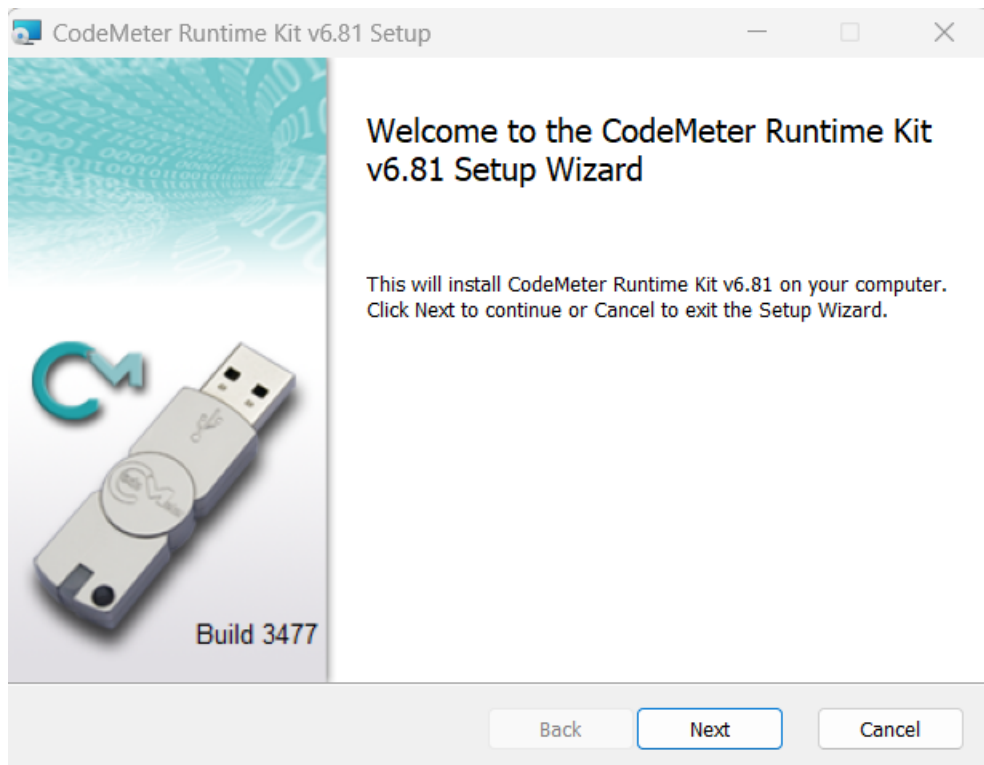 CodeMeter Runtime Kit v6.81 Setup
Welcome to the CodeMeter Runtime Kit
v6.81 Setup Wizard
This will install CodeMeter Runtime Kit v6.81 on your computer.
Click Next to continue or Cancel to exit the Setup Wizard.
CM
Build 3477
Back
Next
Cancel